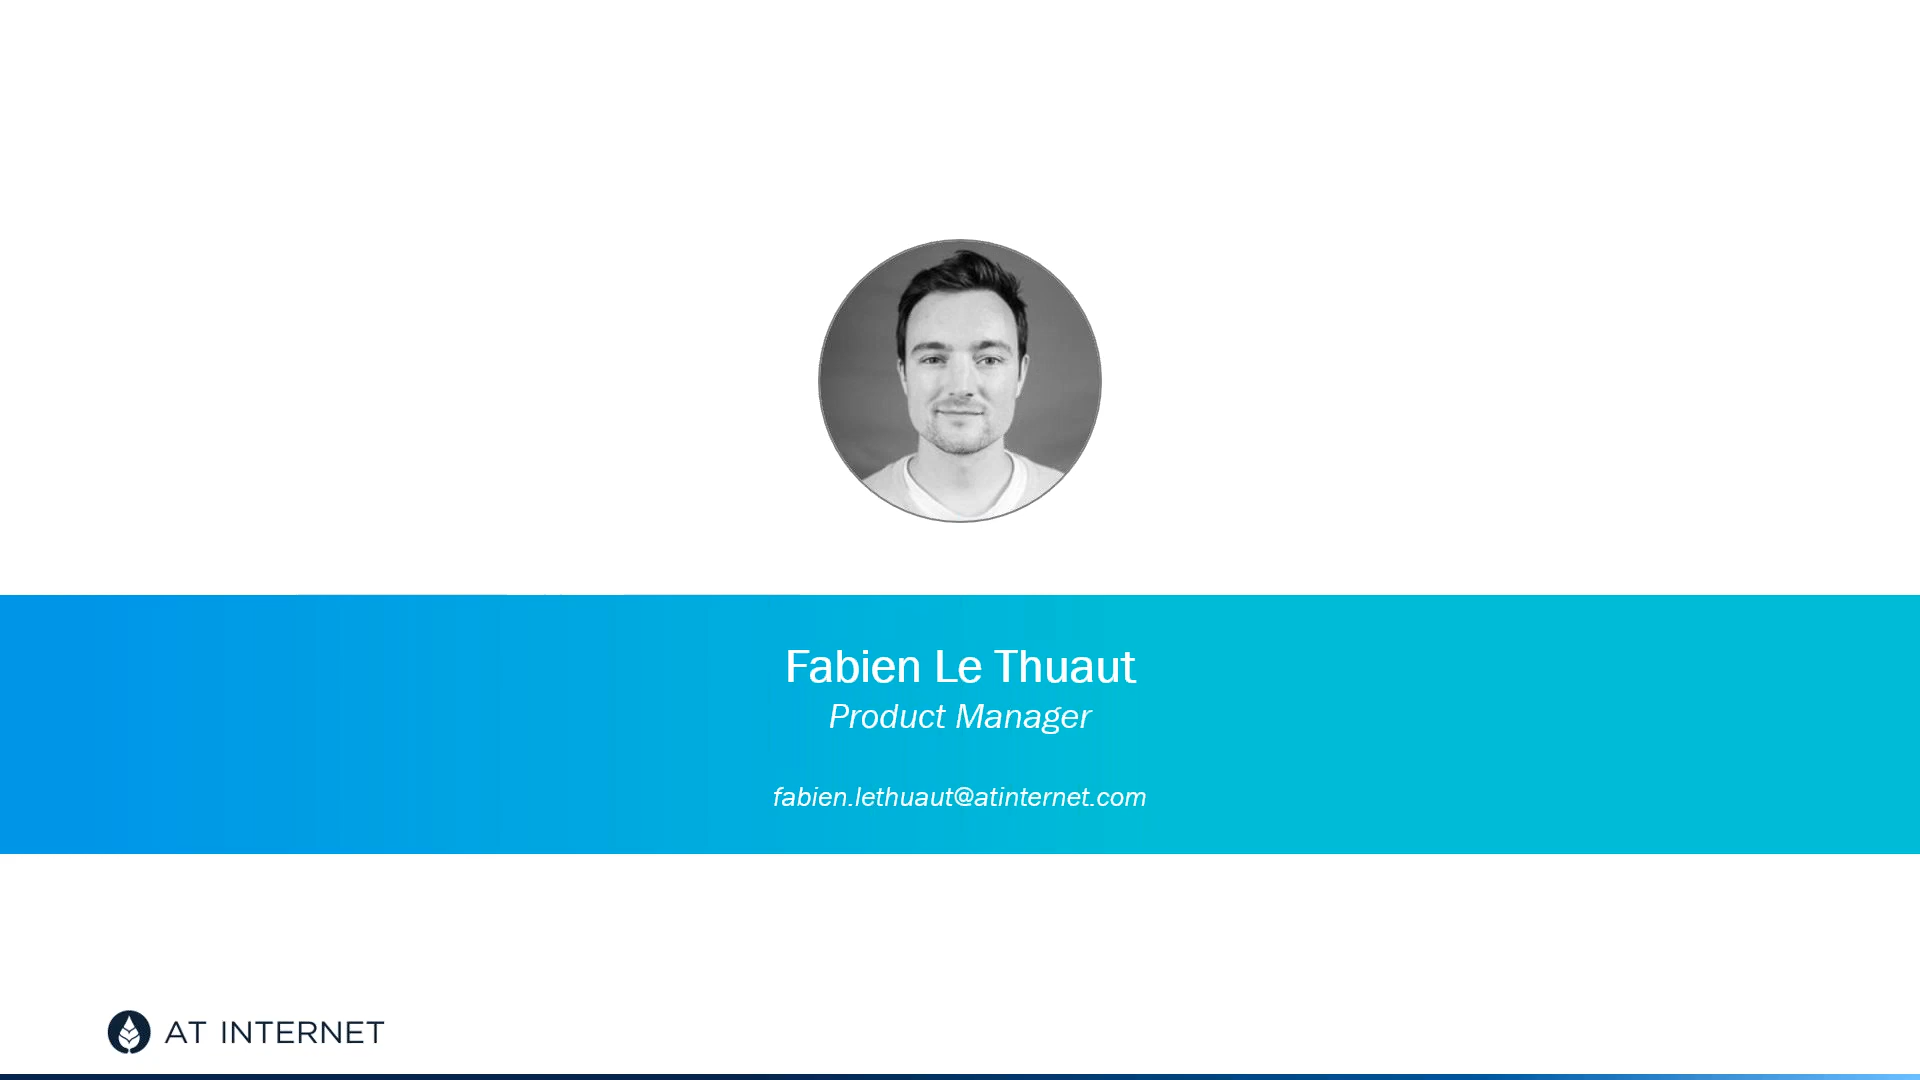 Fabien Le Thuaut
Product Manager
fabien.lethuaut@atinternet.com
AT INTERNET